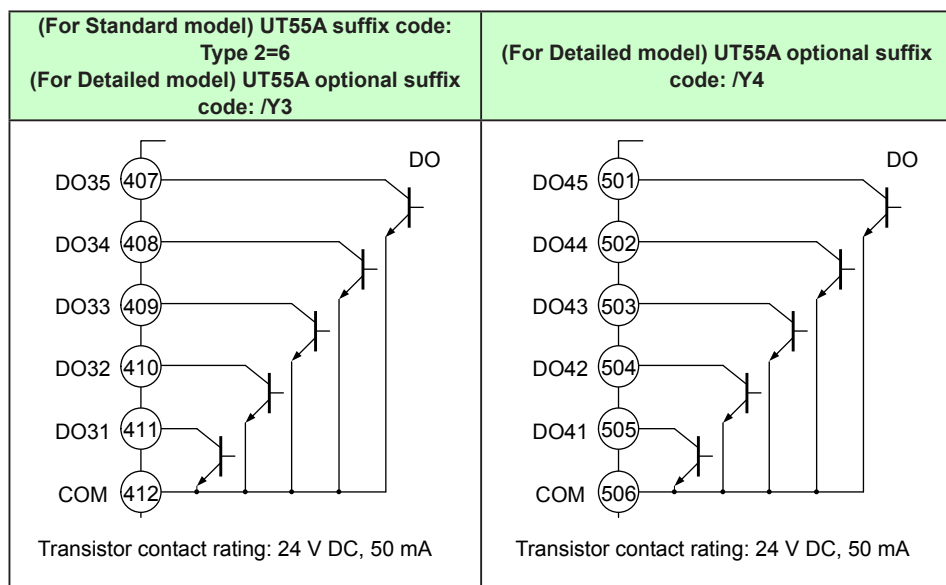 (For Standard model) UT55A suffix code:
Type 2=6
(For Detailed model) UT55A optional suffix
code: /Y3
(For Detailed model) UT55A optional suffix
code: /Y4
DO
DO35 407
DO34 408
DO33 409
DO32 410
DO31 411
COM 412
Transistor contact rating: 24 V DC, 50 mA
DO
DO45 501
DO44 502
DO43 503
DO42 504
DO41 505
COM 506
Transistor contact rating: 24 V DC, 50 mA